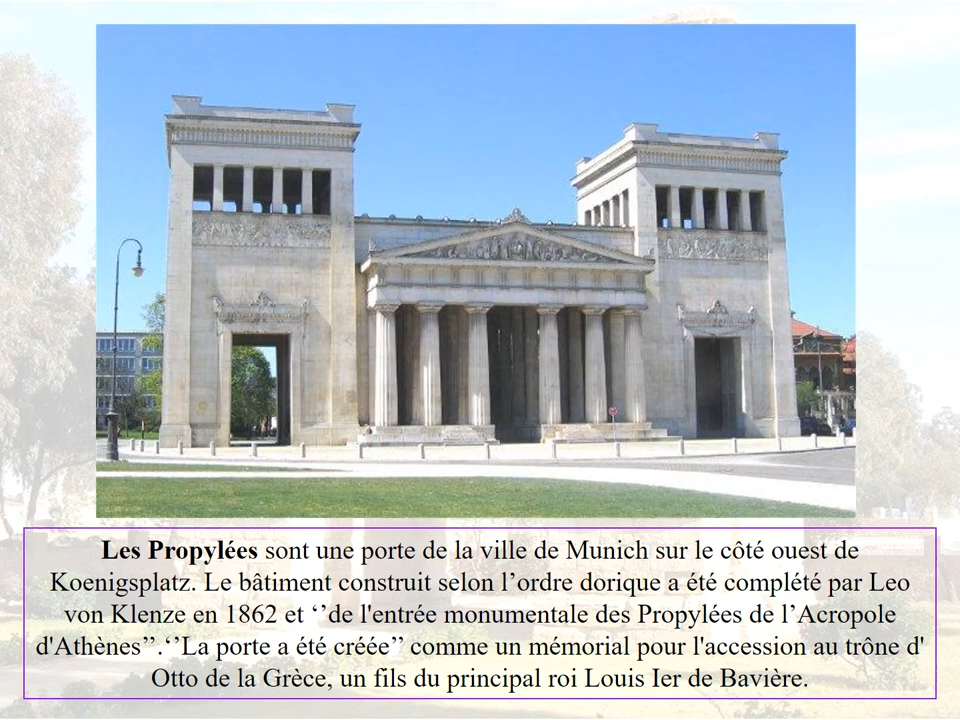 Les Propylées sont une porte de la ville de Munich sur le côté ouest de
Koenigsplatz. Le bâtiment construit selon l’ordre dorique a été complété par Leo
von Klenze en 1862 et ‘’de l'entrée monumentale des Propylées de l’Acropole
d'Athènes’’.‘’La porte a été créée’’ comme un mémorial pour l'accession au trône d'
Otto de la Grèce, un fils du principal roi Louis Ier de Bavière.